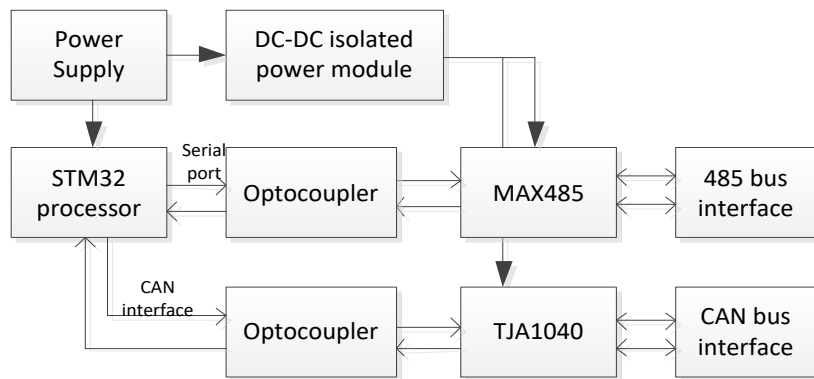 Power
Supply
DC-DC isolated
power module
STM32
processor
Serial
port
Optocoupler
MAX485
485 bus
interface
CAN
interface
Optocoupler
TJA1040
CAN bus
interface